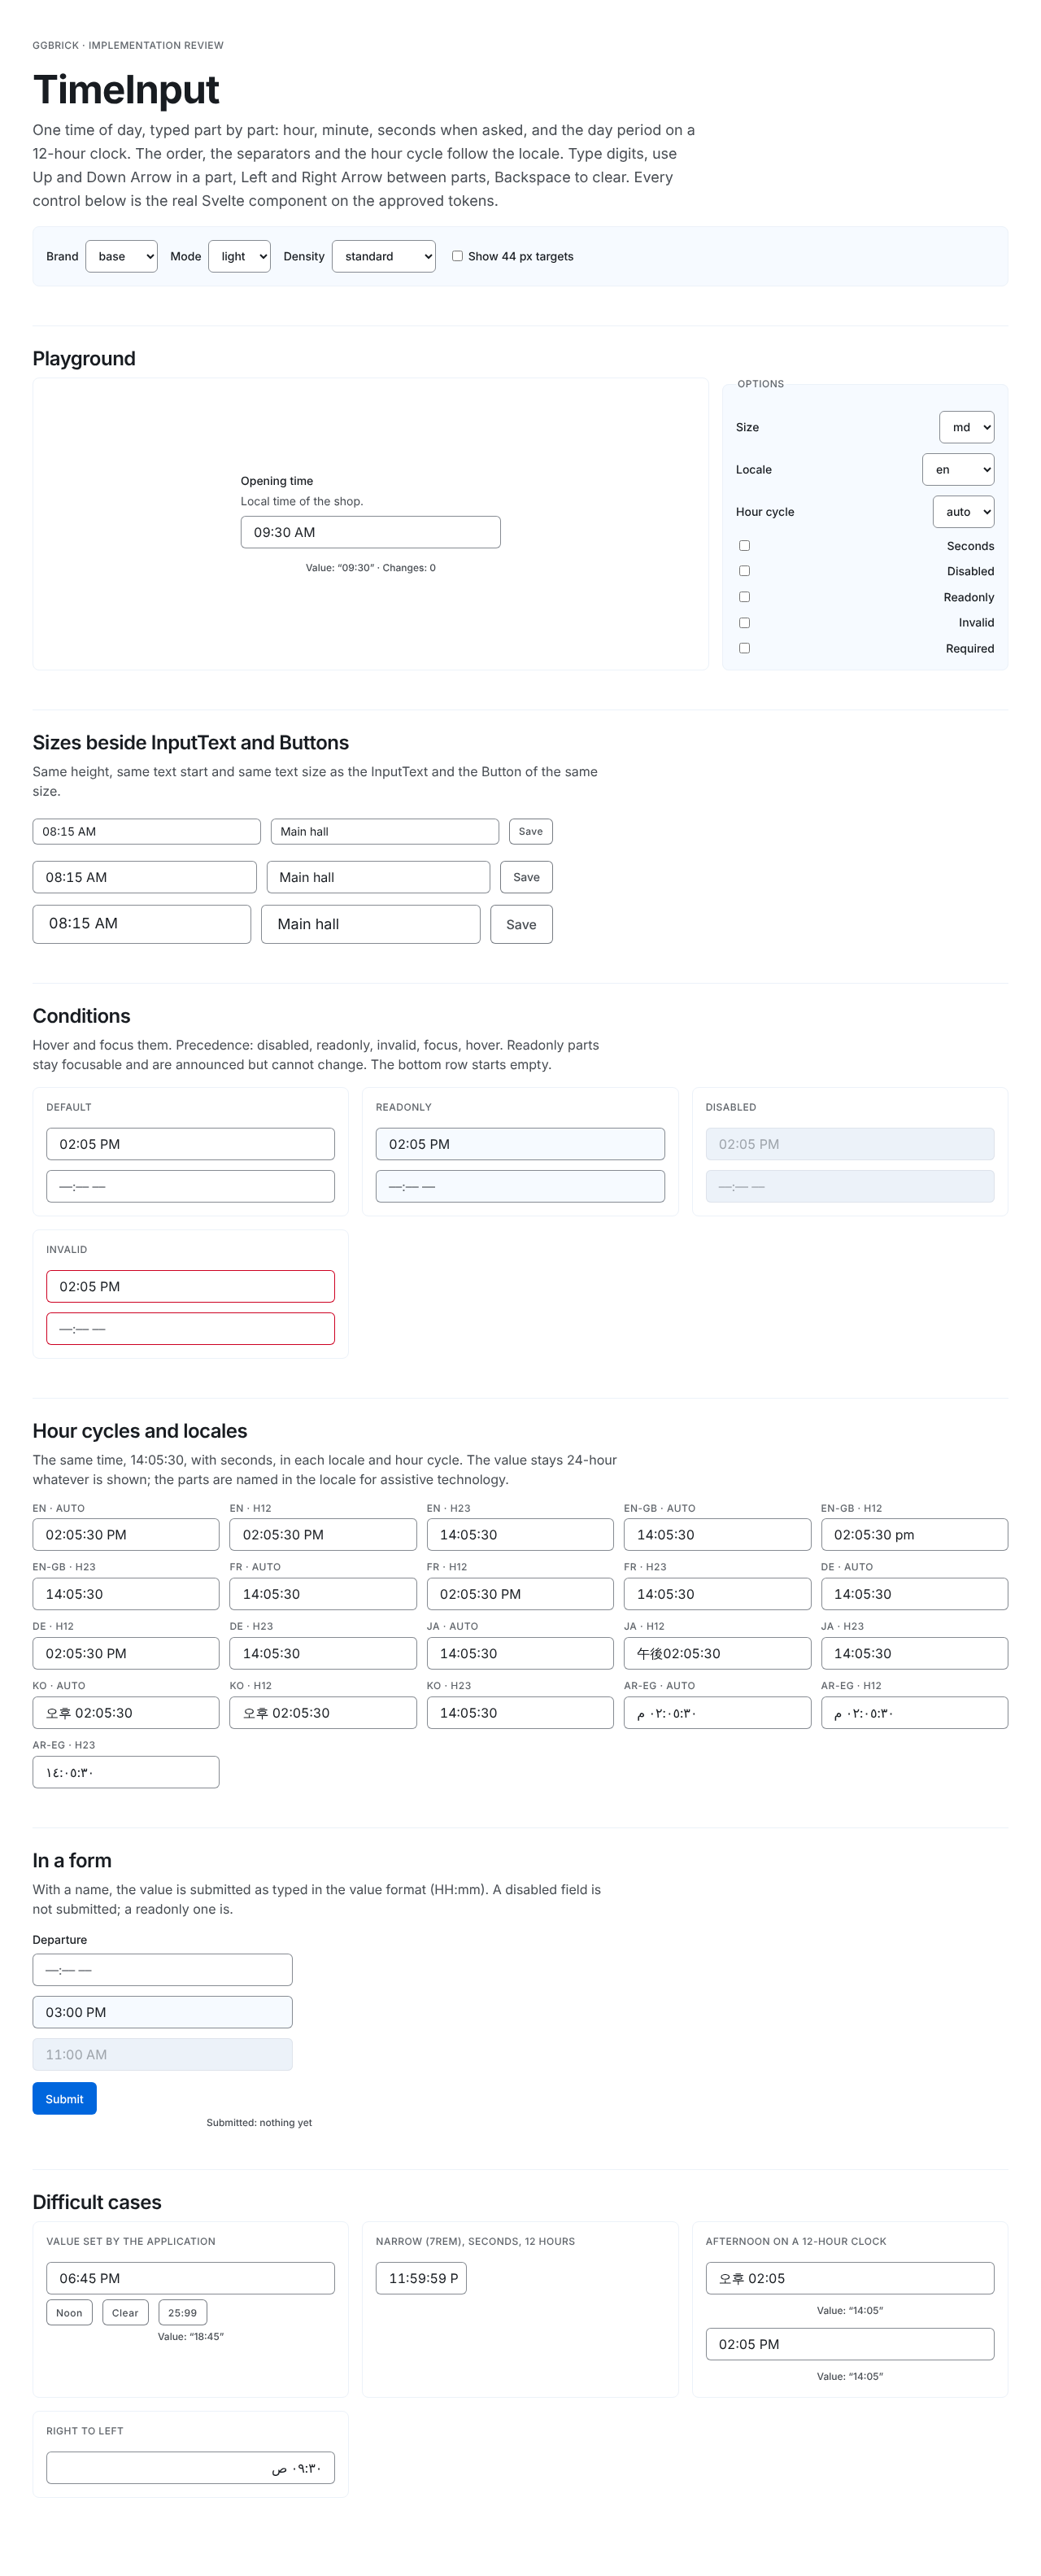 GGBRICK · IMPLEMENTATION REVIEW
TimeInput
One time of day, typed part by part: hour, minute, seconds when asked, and the day period on a
12-hour clock. The order, the separators and the hour cycle follow the locale. Type digits, use
Up and Down Arrow in a part, Left and Right Arrow between parts, Backspace to clear. Every
control below is the real Svelte component on the approved tokens.
Brand base Mode light Density standard Show 44 px targets
Playground
OPTIONS
Opening time
Local time of the shop.
09:30 AM
Value: “09:30” · Changes: 0
Size md
Locale en
Hour cycle auto
Seconds
Disabled
Readonly
Invalid
Required
Sizes beside InputText and Buttons
Same height, same text start and same text size as the InputText and the Button of the same
size.
08:15 AM Main hall Save
08:15 AM Main hall Save
08:15 AM Main hall Save
Conditions
Hover and focus them. Precedence: disabled, readonly, invalid, focus, hover. Readonly parts
stay focusable and are announced but cannot change. The bottom row starts empty.
DEFAULT READONLY DISABLED
02:05 PM 02:05 PM 02:05 PM
––:–– –– ––:–– –– ––:–– ––
INVALID
02:05 PM
––:–– ––
Hour cycles and locales
The same time, 14:05:30, with seconds, in each locale and hour cycle. The value stays 24-hour
whatever is shown; the parts are named in the locale for assistive technology.
EN · AUTO EN · H12 EN · H23 EN-GB · AUTO EN-GB · H12
02:05:30 PM 02:05:30 PM 14:05:30 14:05:30 02:05:30 pm
EN-GB · H23 FR · AUTO FR · H12 FR · H23 DE · AUTO
14:05:30 14:05:30 02:05:30 PM 14:05:30 14:05:30
DE · H12 DE · H23 JA · AUTO JA · H12 JA · H23
02:05:30 PM 14:05:30 14:05:30 午後02:05:30 14:05:30
KO · AUTO KO · H12 KO · H23 AR-EG · AUTO AR-EG · H12
오후 02:05:30 오후 02:05:30 14:05:30 ٠٢:٠٥:٣٠ م ٠٢:٠٥:٣٠ م
AR-EG · H23
١٤:٠٥:٣٠
In a form
With a name, the value is submitted as typed in the value format (HH:mm). A disabled field is
not submitted; a readonly one is.
Departure
––:–– ––
03:00 PM
11:00 AM
Submit
Submitted: nothing yet
Difficult cases
VALUE SET BY THE APPLICATION
06:45 PM
Noon Clear 25:99
Value: “18:45”
NARROW (7REM), SECONDS, 12 HOURS
11:59:59 P
AFTERNOON ON A 12-HOUR CLOCK
오후 02:05
Value: “14:05”
02:05 PM
Value: “14:05”
RIGHT TO LEFT
٠٩:٣٠ ص